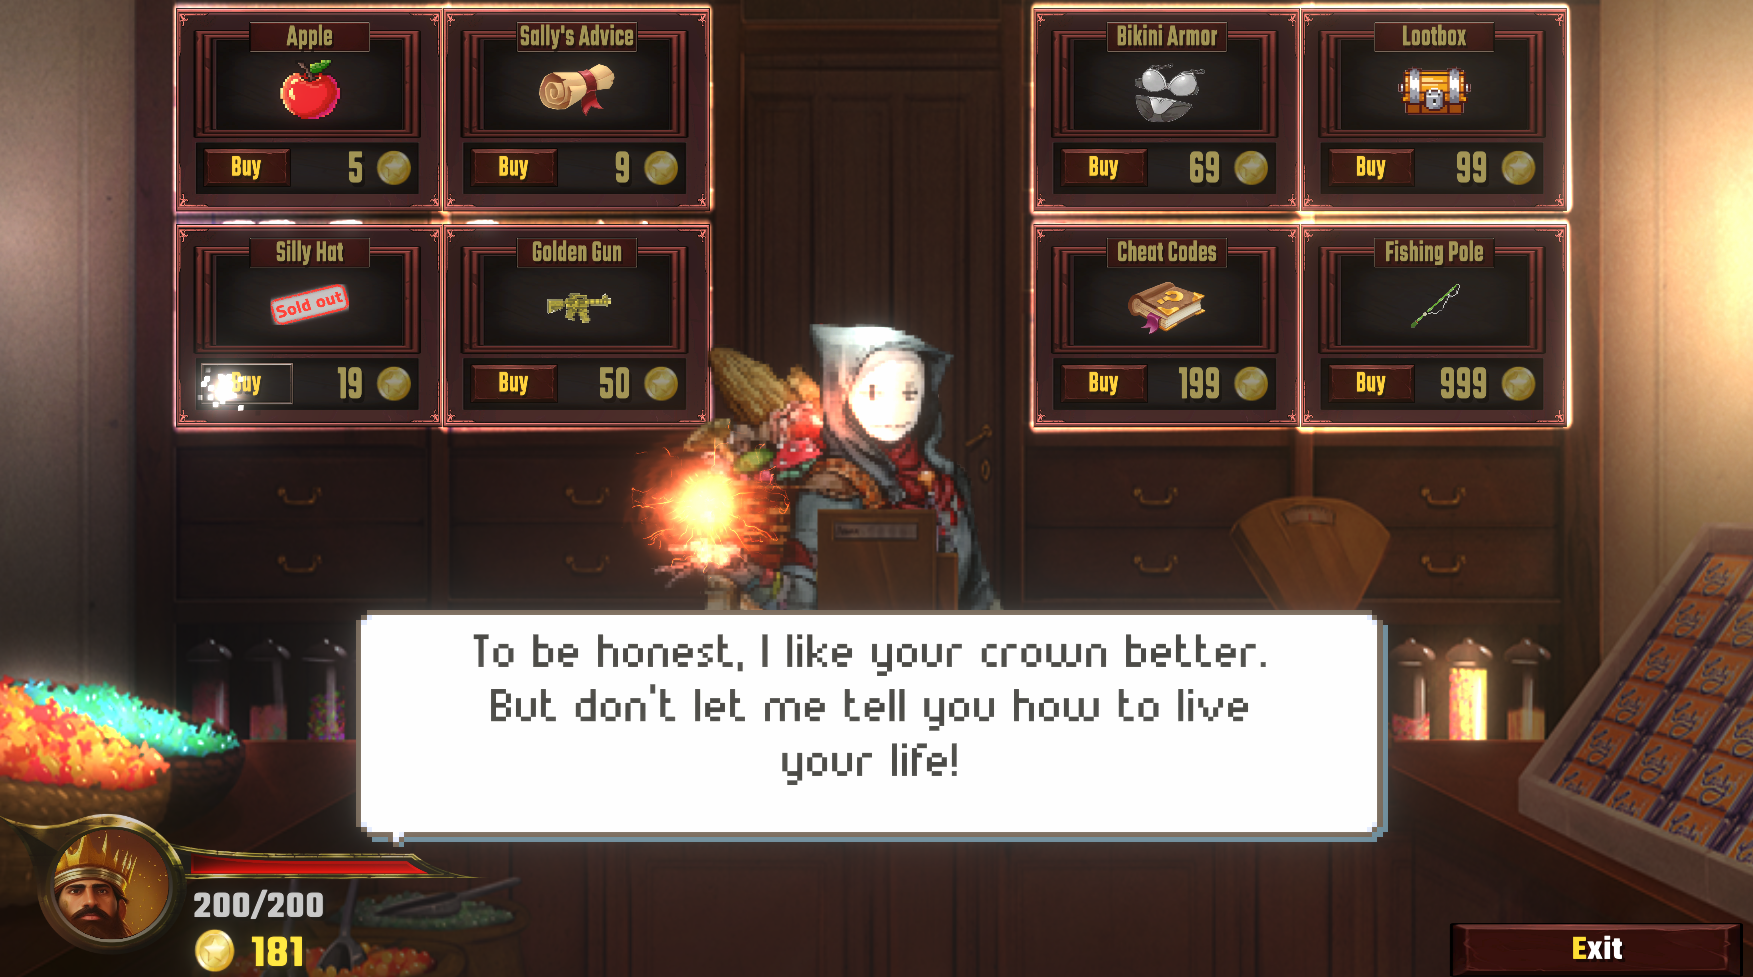 Apple
Sally's Advice
Bikini Armor
Lootbox
Buy 5
Buy 9
Buy 69
Buy 99
Silly Hat
Golden Gun
Cheat Codes
Fishing Pole
Sold out
Buy 19
Buy 50
Buy 199
Buy 999
To be honest, I like your crown better.
But don't let me tell you how to live
your life!
200/200
181
Exit